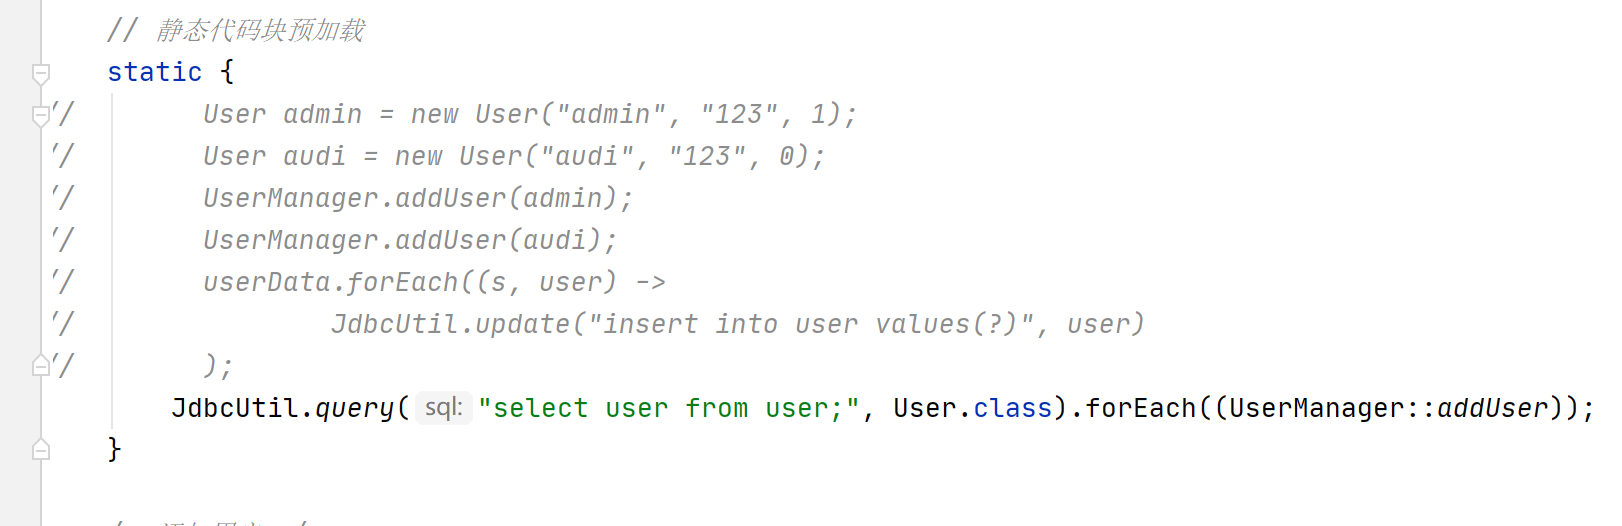 // 静态代码块预加载
static {
//        User admin = new User("admin", "123", 1);
//        User audi = new User("audi", "123", 0);
//        UserManager.addUser(admin);
//        UserManager.addUser(audi);
//        userData.forEach((s, user) ->
//                JdbcUtil.update("insert into user values(?)", user)
//        );
JdbcUtil.query( sql: "select user from user;", User.class).forEach((UserManager::addUser));
}